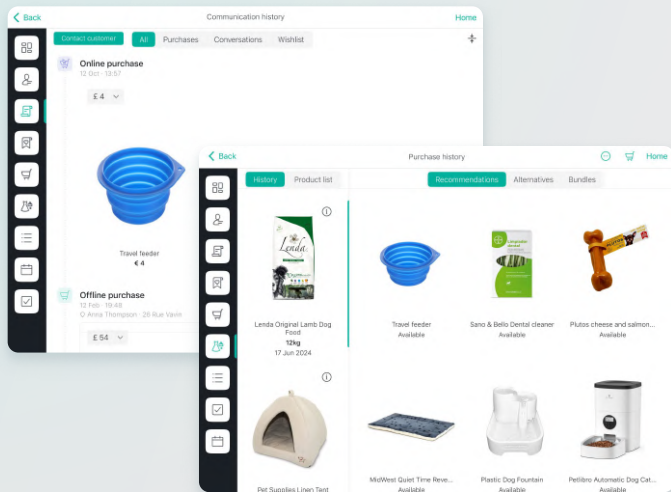 Back
Communication history
Home
Contact customer
All
Purchases
Conversations
Wishlist
Online purchase
12 Oct · 13:57
£ 4
Travel feeder
€ 4
Offline purchase
12 Feb · 19:48
Anna Thompson · 26 Rue Vavin
£ 54
Back
Purchase history
Home
History
Product list
Recommendations
Alternatives
Bundles
Lenda
Lenda Original Lamb Dog
Food
12kg
17 Jun 2024
Travel feeder
Available
Sano & Bello Dental cleaner
Available
Plutos cheese and salmon...
Available
Pet Supplies Linen Tent
MidWest Quiet Time Reve...
Available
Plastic Dog Fountain
Available
Petlibro Automatic Dog Cat...
Available